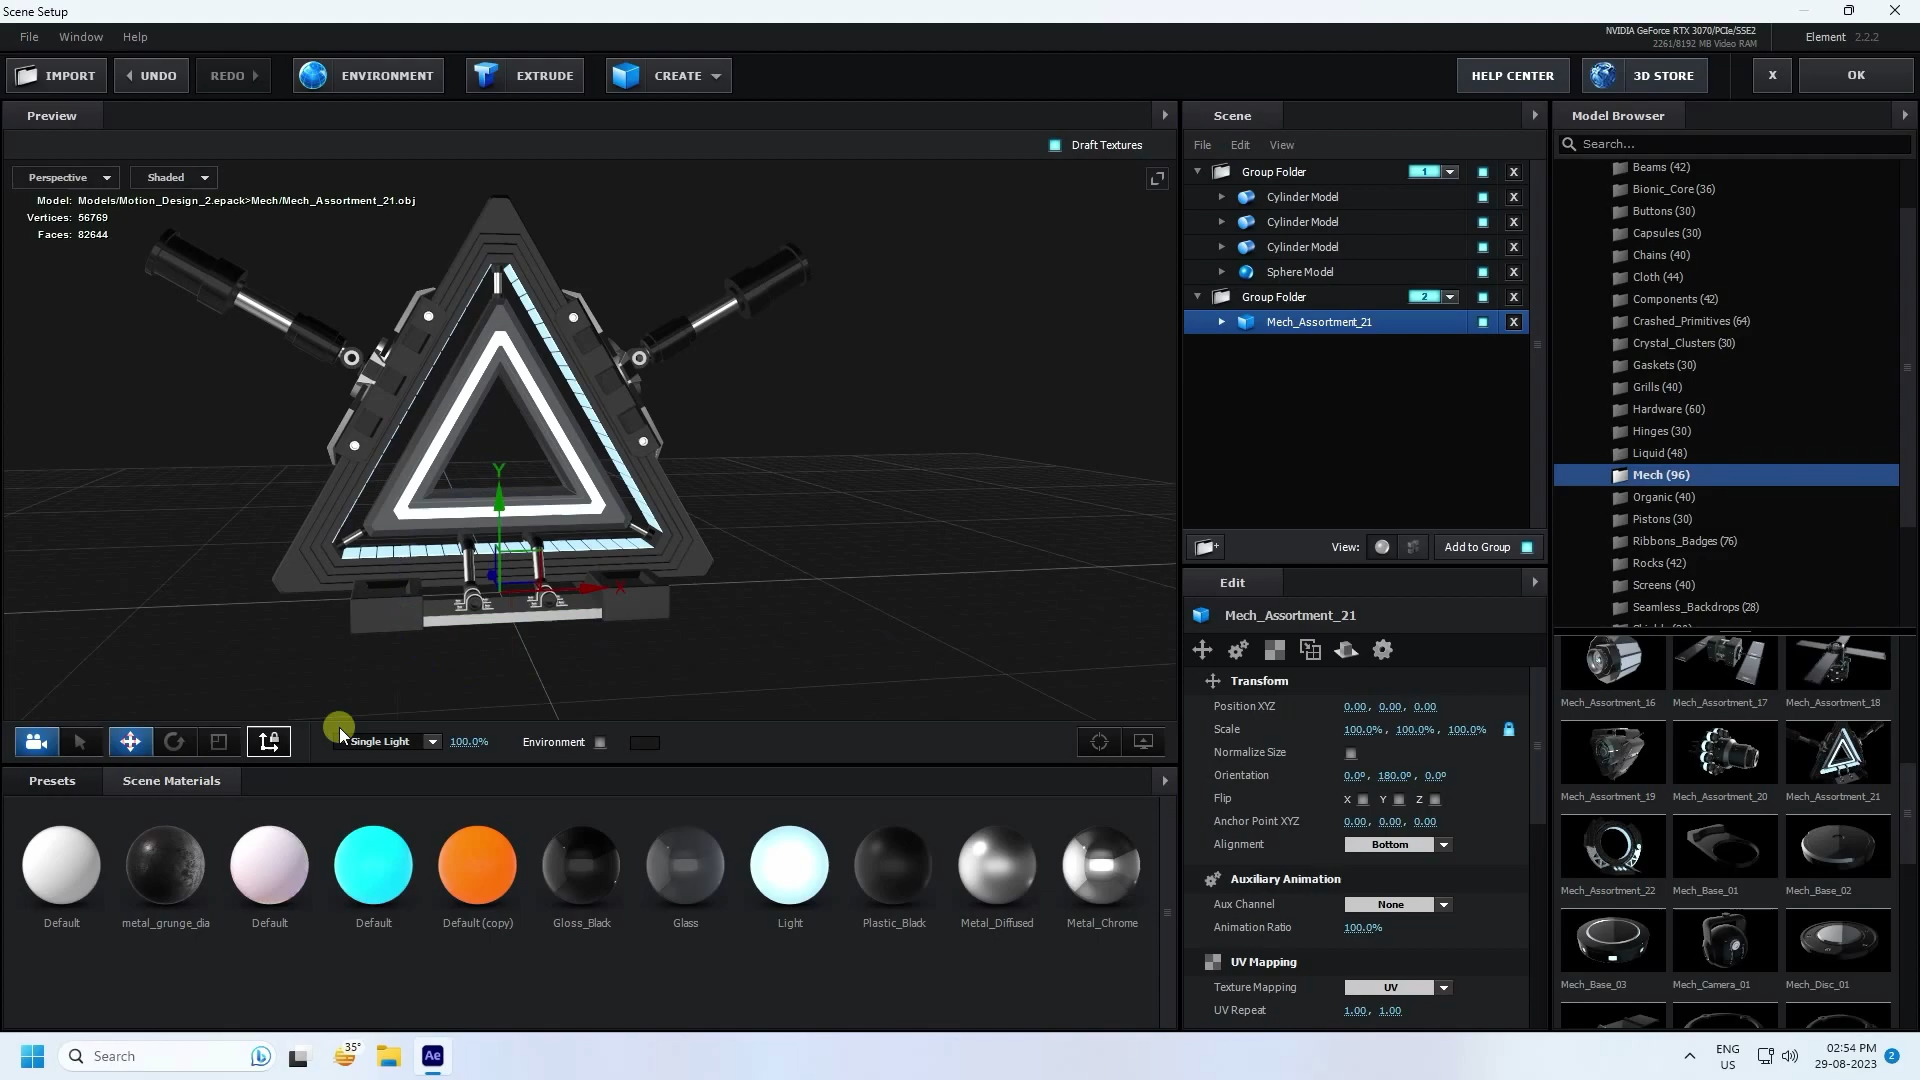 Scene Setup
File Window Help
NVIDIA GeForce RTX 3070/PCIe/SSE2
2261/8192 MB Video RAM
Element 2.2.2
IMPORT UNDO REDO ENVIRONMENT EXTRUDE CREATE HELP CENTER 3D STORE X OK
Preview
Draft Textures
Perspective Shaded
Model: Models/Motion_Design_2.epack>Mech/Mech_Assortment_21.obj
Vertices: 56769
Faces: 82644
Y
X
Single Light 100.0% Environment
Presets Scene Materials
Default metal_grunge_dia Default Default Default (copy) Gloss_Black Glass Light Plastic_Black Metal_Diffused Metal_Chrome
Scene
File Edit View
Group Folder 1 X
Cylinder Model X
Cylinder Model X
Cylinder Model X
Sphere Model X
Group Folder 2 X
Mech_Assortment_21 X
View: Add to Group
Edit
Mech_Assortment_21
Transform
Position XYZ 0.00, 0.00, 0.00
Scale 100.0%, 100.0%, 100.0%
Normalize Size
Orientation 0.0º, 180.0º, 0.0º
Flip X Y Z
Anchor Point XYZ 0.00, 0.00, 0.00
Alignment Bottom
Auxiliary Animation
Aux Channel None
Animation Ratio 100.0%
UV Mapping
Texture Mapping UV
UV Repeat 1.00, 1.00
Model Browser
Search...
Beams (42)
Bionic_Core (36)
Buttons (30)
Capsules (30)
Chains (40)
Cloth (44)
Components (42)
Crashed_Primitives (64)
Crystal_Clusters (30)
Gaskets (30)
Grills (40)
Hardware (60)
Hinges (30)
Liquid (48)
Mech (96)
Organic (40)
Pistons (30)
Ribbons_Badges (76)
Rocks (42)
Screens (40)
Seamless_Backdrops (28)
Mech_Assortment_16 Mech_Assortment_17 Mech_Assortment_18
Mech_Assortment_19 Mech_Assortment_20 Mech_Assortment_21
Mech_Assortment_22 Mech_Base_01 Mech_Base_02
Mech_Base_03 Mech_Camera_01 Mech_Disc_01
Search 35° Ae
ENG
US
02:54 PM
29-08-2023
2